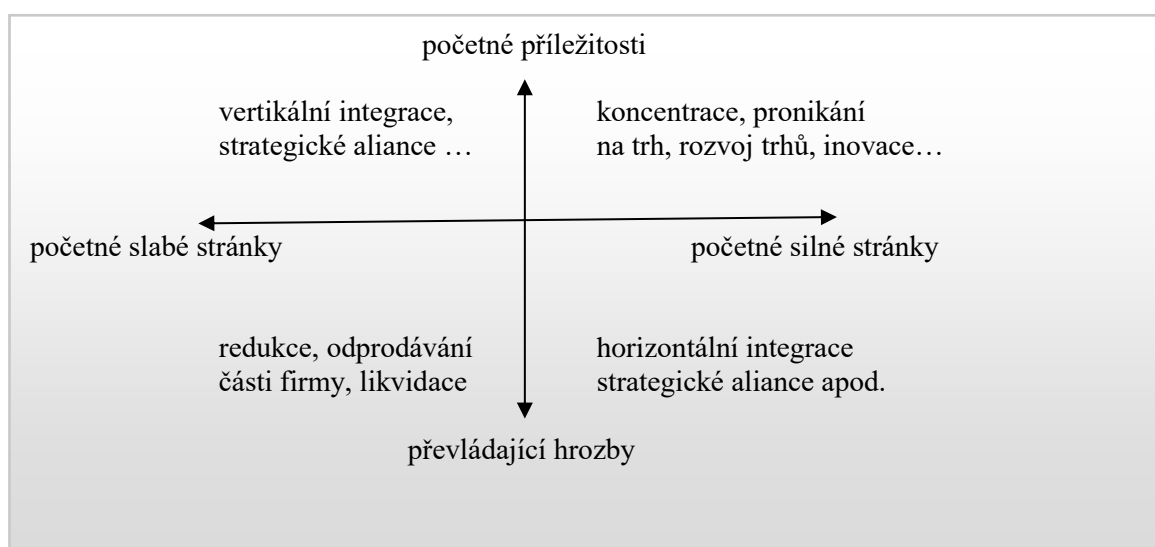 početné příležitosti
vertikální integrace,
strategické aliance …
koncentrace, pronikání
na trh, rozvoj trhů, inovace…
početné slabé stránky
početné silné stránky
redukce, odprodávání
části firmy, likvidace
horizontální integrace
strategické aliance apod.
převládající hrozby